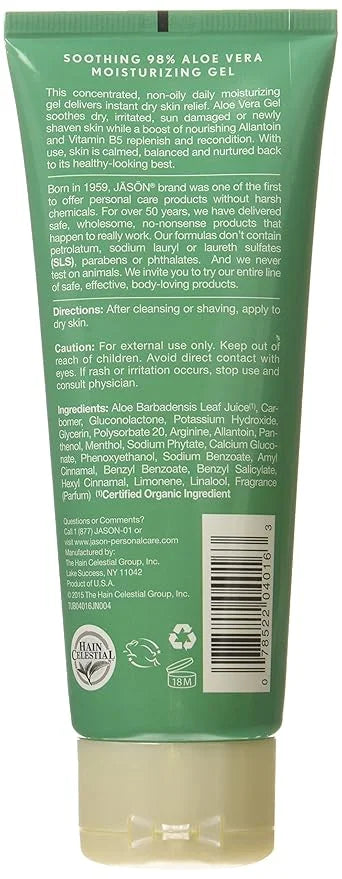 SOOTHING 98% ALOE VERA
MOISTURIZING GEL
This concentrated, non-oily daily moisturizing
gel delivers instant dry skin relief. Aloe Vera Gel
soothes dry, irritated, sun damaged or newly
shaven skin while a boost of nourishing Allantoin
and Vitamin B5 replenish and recondition. With
use, skin is calmed, balanced and nurtured back
to its healthy-looking best.
Born in 1959, JĀSÖN® brand was one of the first
to offer personal care products without harsh
chemicals. For over 50 years, we have delivered
safe, wholesome, no-nonsense products that
happen to really work. Our formulas don't contain
petrolatum, sodium lauryl or laureth sulfates
(SLS), parabens or phthalates. And we never
test on animals. We invite you to try our entire line
of safe, effective, body-loving products.
Directions: After cleansing or shaving, apply to
dry skin.
Caution: For external use only. Keep out of
reach of children. Avoid direct contact with
eyes. If rash or irritation occurs, stop use and
consult physician.
Ingredients: Aloe Barbadensis Leaf Juice(1), Car-
bomer, Gluconolactone, Potassium Hydroxide,
Glycerin, Polysorbate 20, Arginine, Allantoin, Pan-
thenol, Menthol, Sodium Phytate, Calcium Gluco-
nate, Phenoxyethanol, Sodium Benzoate, Amyl
Cinnamal, Benzyl Benzoate, Benzyl Salicylate,
Hexyl Cinnamal, Limonene, Linalool, Fragrance
(Parfum) (1)Certified Organic Ingredient
Questions or Comments?
Call 1 (877) JASON-01 or
visit www.jason-personalcare.com.
Manufactured by:
The Hain Celestial Group, Inc.
Lake Success, NY 11042
Product of U.S.A.
© 2015 The Hain Celestial Group, Inc.
TUB04016JN004
HAIN
CELESTIAL
18M
0 78522 04016 3